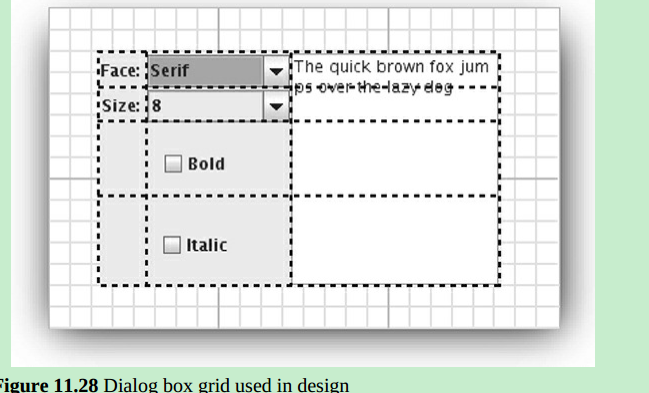 Face: Serif
The quick brown fox jum
ps over the lazy dog
Size: 8
Bold
Italic
Figure 11.28 Dialog box grid used in design